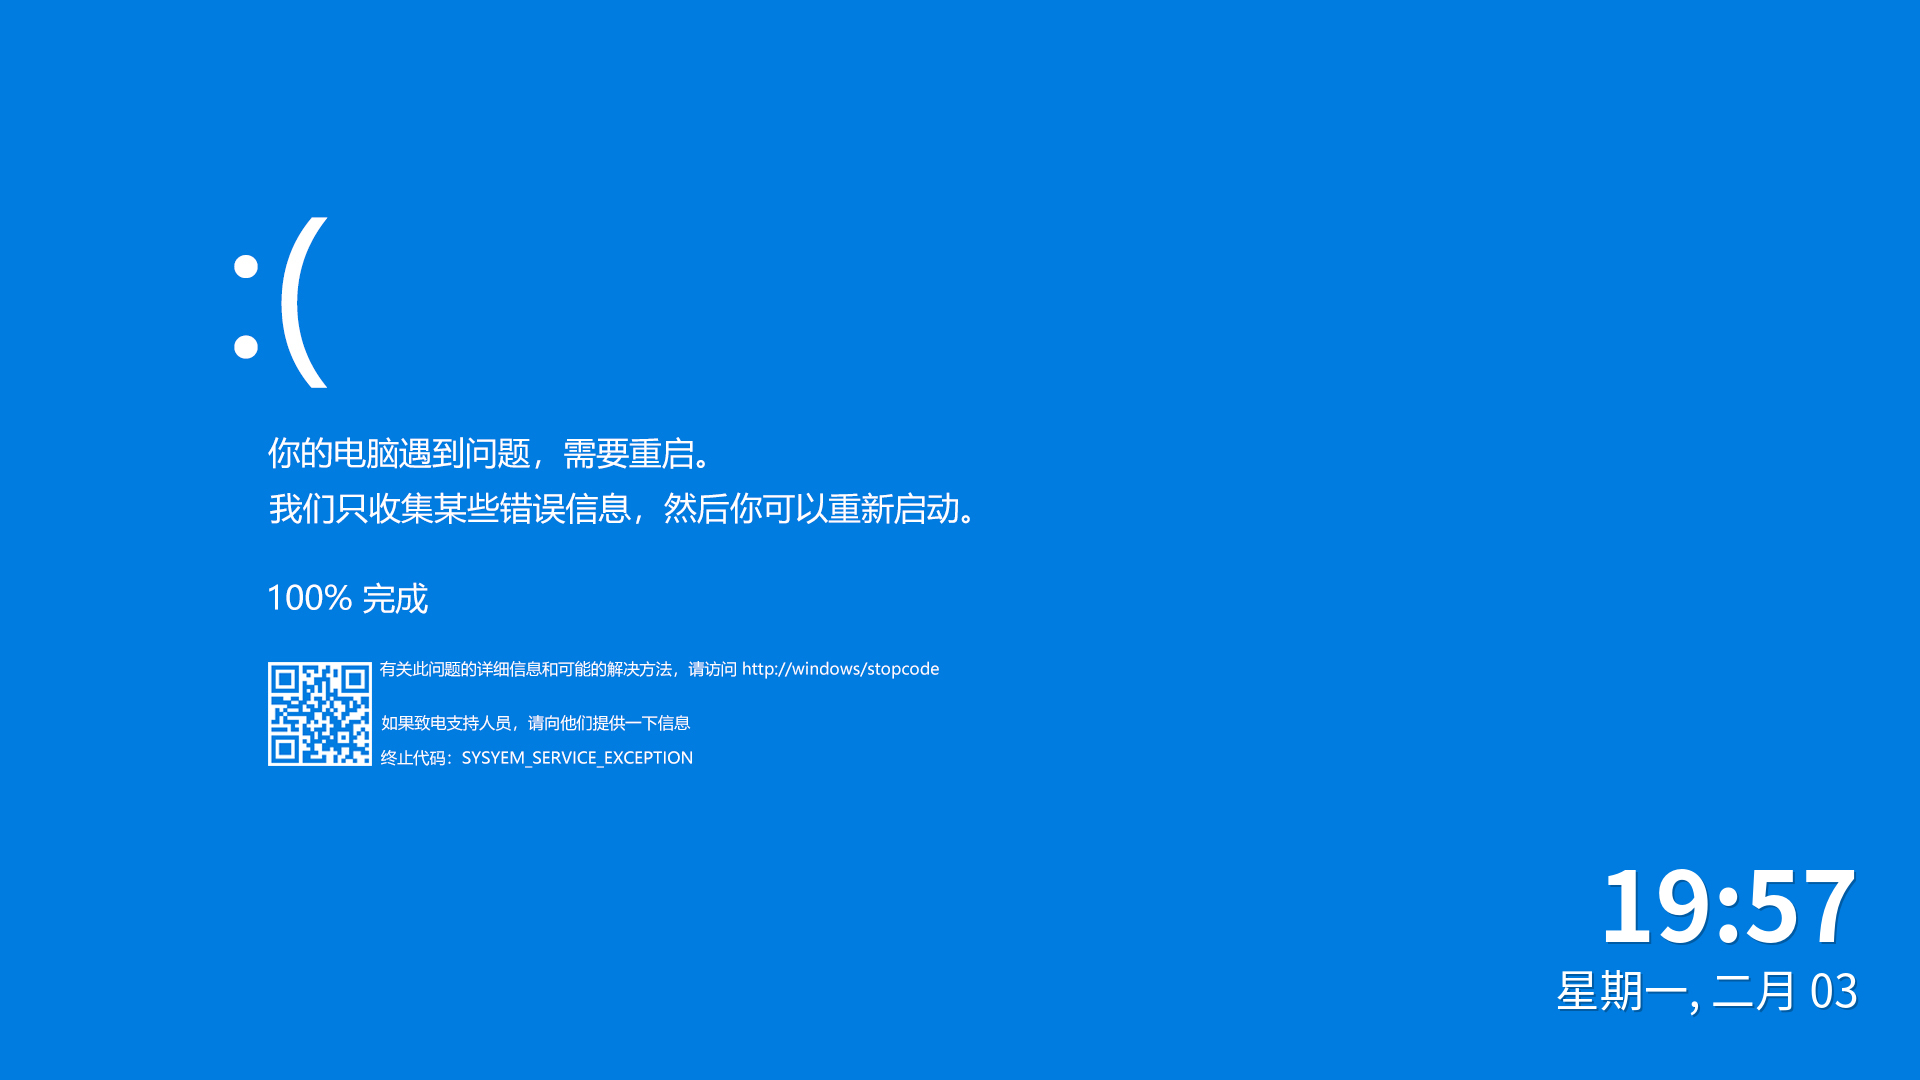 :(
你的电脑遇到问题，需要重启。
我们只收集某些错误信息，然后你可以重新启动。
100% 完成
有关此问题的详细信息和可能的解决方法，请访问 http://windows/stopcode
如果致电支持人员，请向他们提供一下信息
终止代码：SYSYEM_SERVICE_EXCEPTION
19:57
星期一, 二月 03